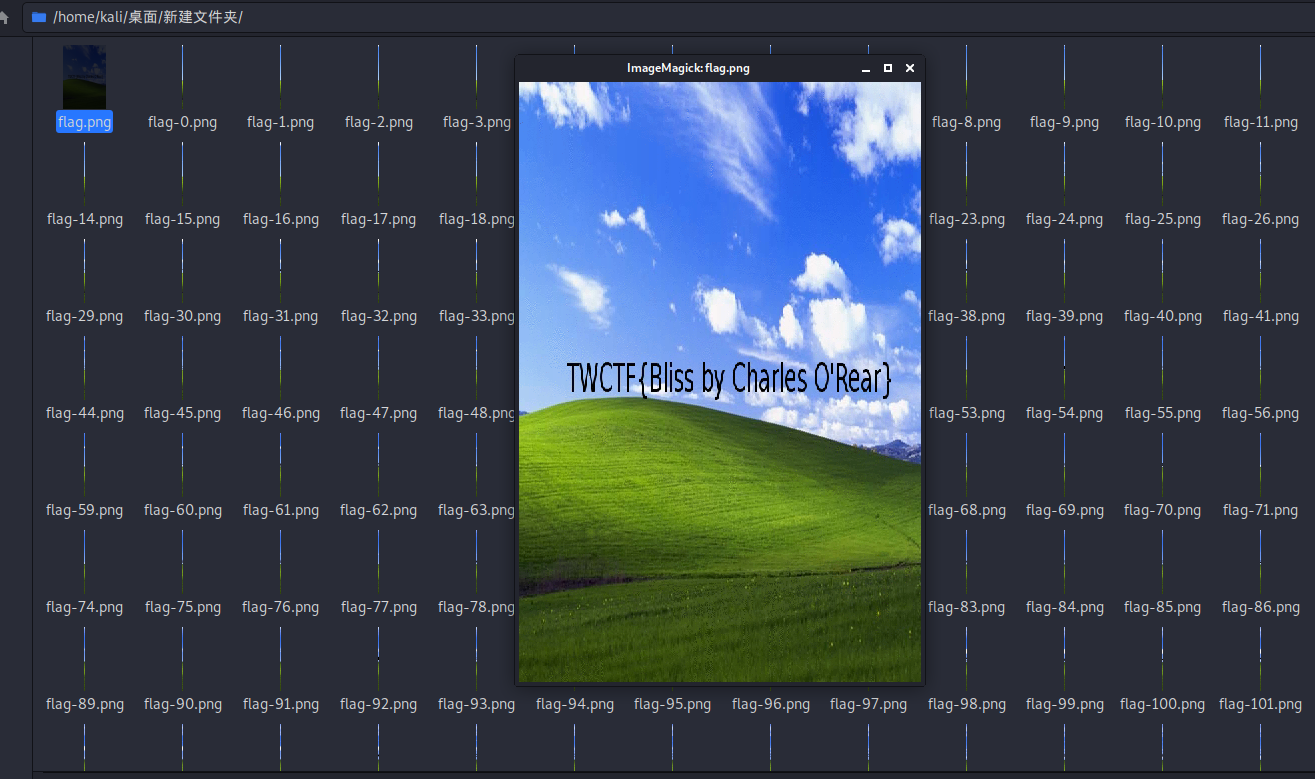 /home/kali/桌面/新建文件夹/
ImageMagick: flag.png
flag.png flag-0.png flag-1.png flag-2.png flag-3.png flag-8.png flag-9.png flag-10.png flag-11.png
flag-14.png flag-15.png flag-16.png flag-17.png flag-18.png flag-23.png flag-24.png flag-25.png flag-26.png
flag-29.png flag-30.png flag-31.png flag-32.png flag-33.png flag-38.png flag-39.png flag-40.png flag-41.png
TWCTF{Bliss by Charles O'Rear}
flag-44.png flag-45.png flag-46.png flag-47.png flag-48.png flag-53.png flag-54.png flag-55.png flag-56.png
flag-59.png flag-60.png flag-61.png flag-62.png flag-63.png flag-68.png flag-69.png flag-70.png flag-71.png
flag-74.png flag-75.png flag-76.png flag-77.png flag-78.png flag-83.png flag-84.png flag-85.png flag-86.png
flag-89.png flag-90.png flag-91.png flag-92.png flag-93.png flag-94.png flag-95.png flag-96.png flag-97.png flag-98.png flag-99.png flag-100.png flag-101.png